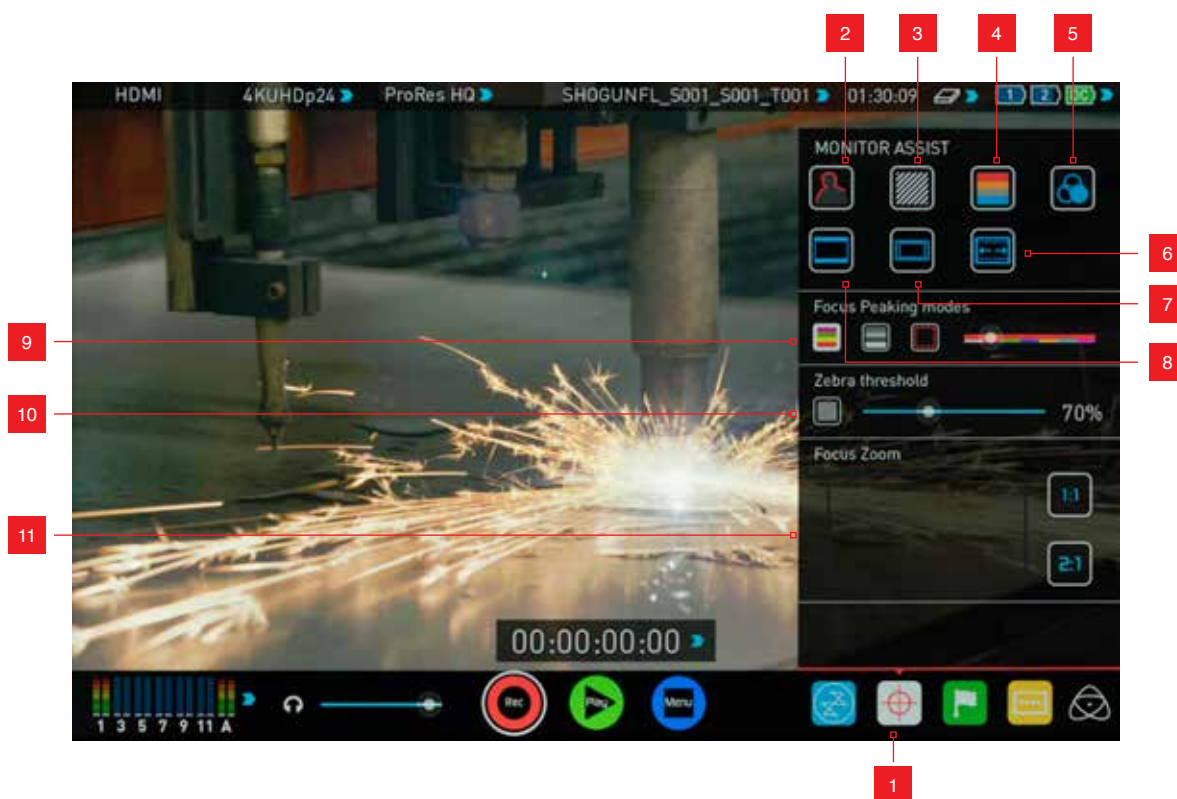 2 3 4 5
HDMI 4KUHDp24 ProRes HQ SHOGUNFL_S001_S001_T001 01:30:09 1 2 DC
MONITOR ASSIST
6
7
Focus Peaking modes
9
8
Zebra threshold
10
70%
Focus Zoom
1:1
11
2:1
00:00:00:00
Rec Play Menu
1 3 5 7 9 11 A
1